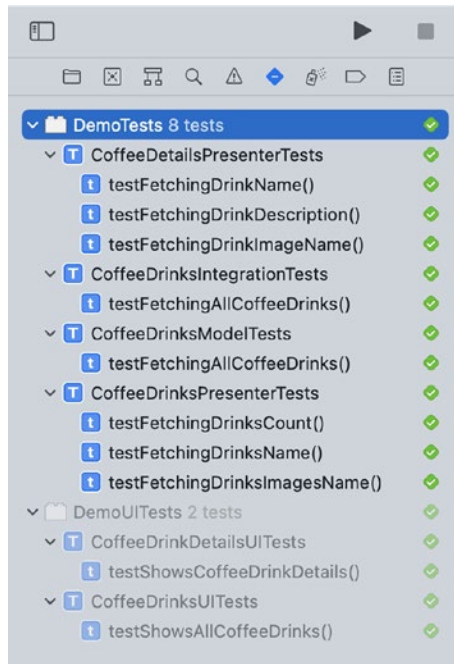 DemoTests 8 tests
T CoffeeDetailsPresenterTests
t testFetchingDrinkName()
t testFetchingDrinkDescription()
t testFetchingDrinkImageName()
T CoffeeDrinksIntegrationTests
t testFetchingAllCoffeeDrinks()
T CoffeeDrinksModelTests
t testFetchingAllCoffeeDrinks()
T CoffeeDrinksPresenterTests
t testFetchingDrinksCount()
t testFetchingDrinksName()
t testFetchingDrinksImagesName()
DemoUITests 2 tests
T CoffeeDrinkDetailsUITests
t testShowsCoffeeDrinkDetails()
T CoffeeDrinksUITests
t testShowsAllCoffeeDrinks()